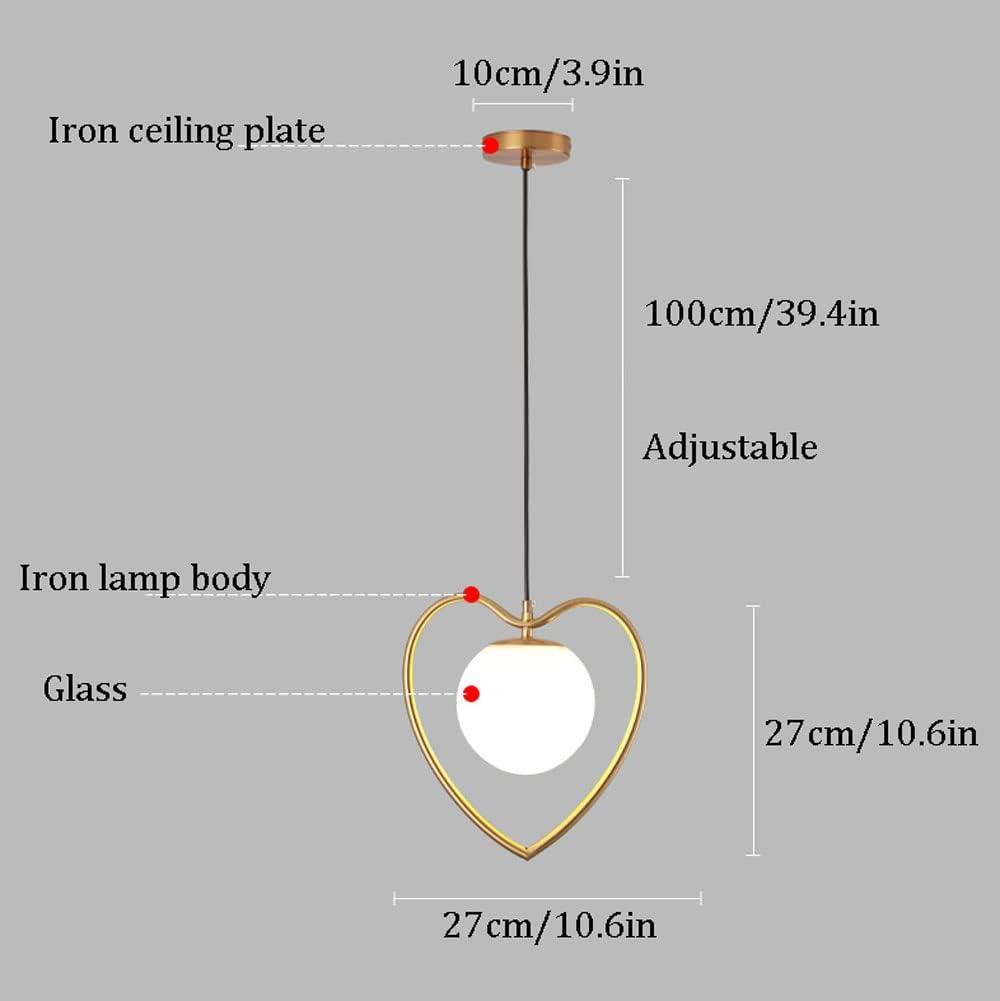 10cm/3.9in
Iron ceiling plate
100cm/39.4in
Adjustable
Iron lamp body
Glass
27cm/10.6in
27cm/10.6in